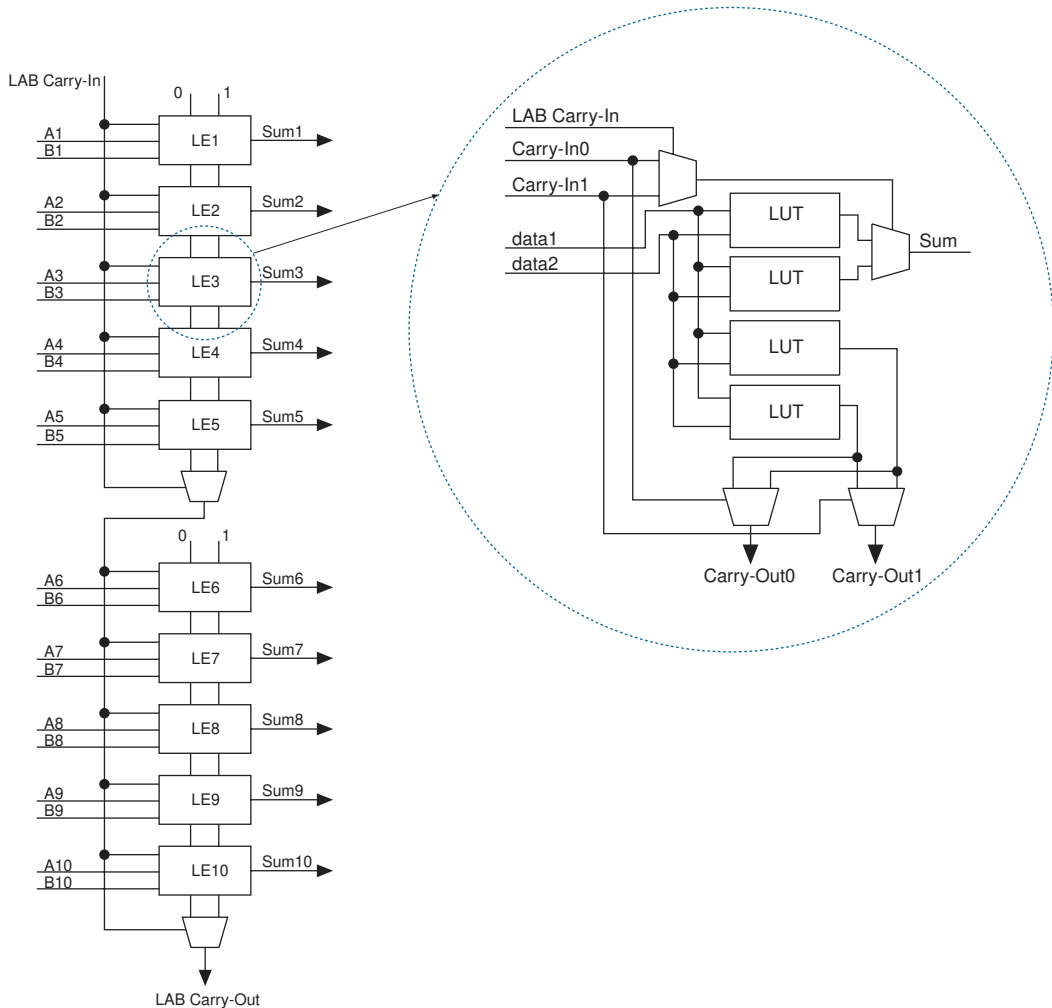 LAB Carry-In
0 1
A1
B1
LE1
Sum1
A2
B2
LE2
Sum2
A3
B3
LE3
Sum3
A4
B4
LE4
Sum4
A5
B5
LE5
Sum5
0 1
A6
B6
LE6
Sum6
A7
B7
LE7
Sum7
A8
B8
LE8
Sum8
A9
B9
LE9
Sum9
A10
B10
LE10
Sum10
LAB Carry-Out
LAB Carry-In
Carry-In0
Carry-In1
data1
data2
LUT
LUT
LUT
LUT
Sum
Carry-Out0 Carry-Out1